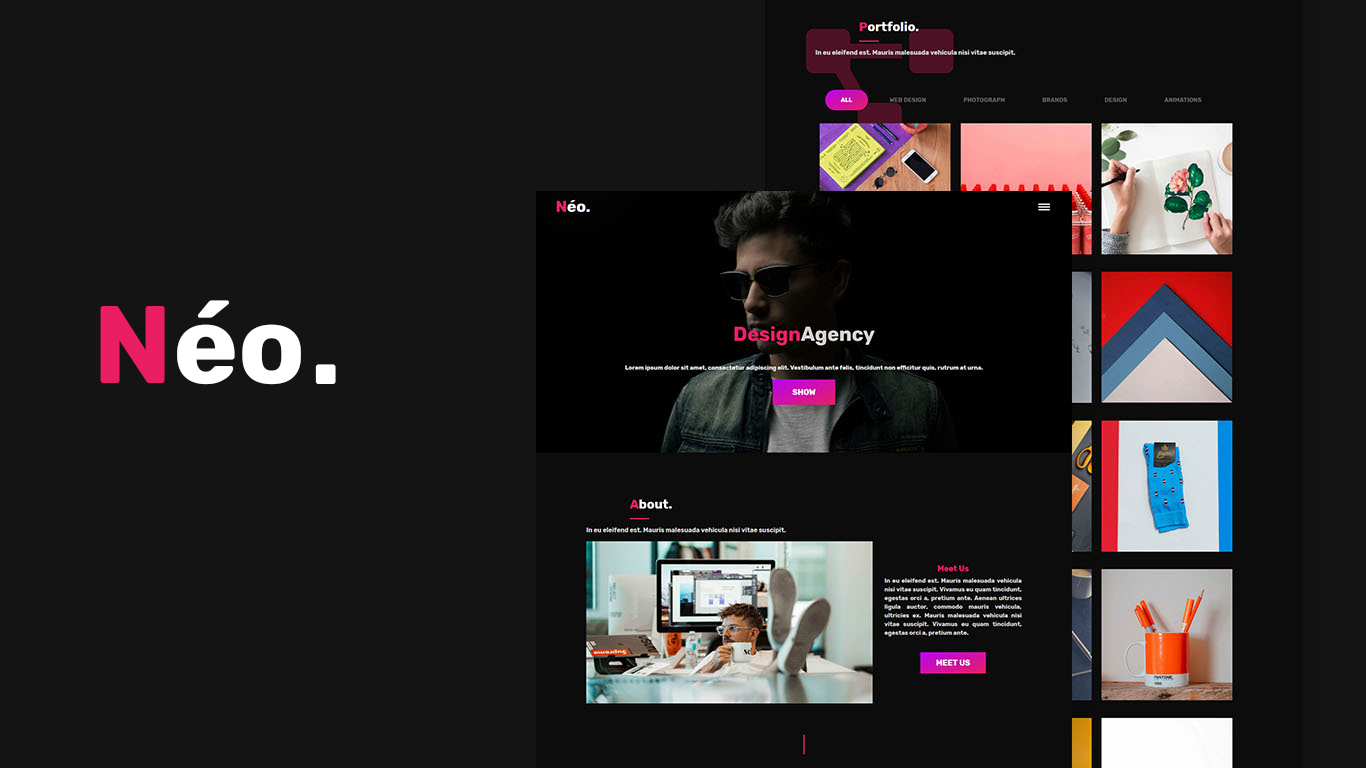 Néo.
Portfolio.
In eu eleifend est. Mauris malesuada vehicula nisi vitae suscipit.
ALL WEB DESIGN PHOTOGRAPH BRANDS DESIGN ANIMATIONS
Néo.
DesignAgency
Lorem ipsum dolor sit amet, consectetur adipiscing elit. Vestibulum ante felis, tincidunt non efficitur quis, rutrum at urna.
SHOW
About.
In eu eleifend est. Mauris malesuada vehicula nisi vitae suscipit.
Supreme
Meet Us
In eu eleifend est. Mauris malesuada vehicula
nisi vitae suscipit. Vivamus eu quam tincidunt,
egestas orci a, pretium ante. Aenean ultrices
ligula auctor, commodo mauris vehicula,
ultricies ex. Mauris malesuada vehicula nisi
vitae suscipit. Vivamus eu quam tincidunt,
egestas orci a, pretium ante.
MEET US
PANTONE